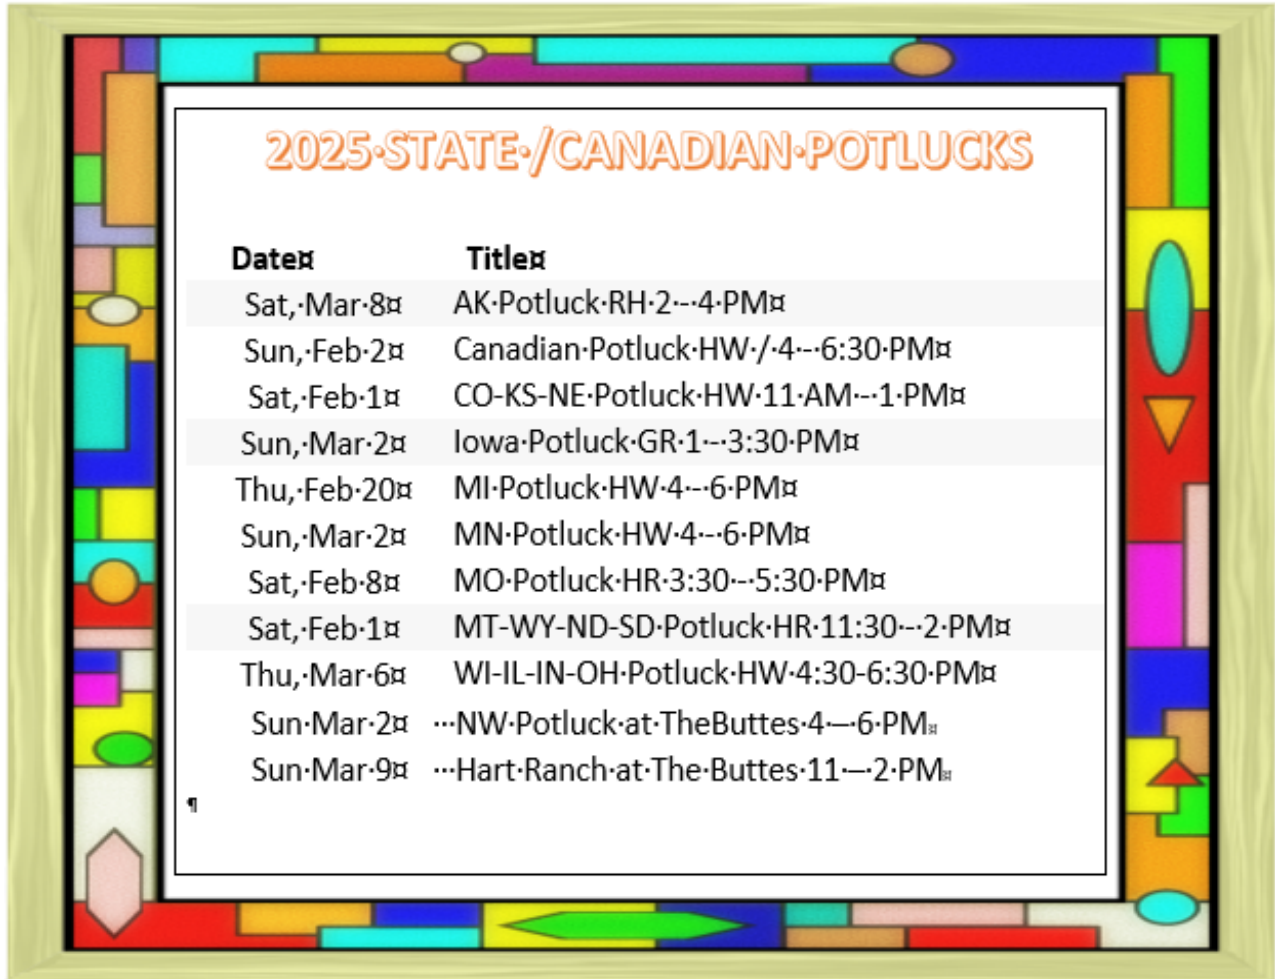 2025·STATE·/CANADIAN·POTLUCKS
Date¤ Title¤
Sat,·Mar·8¤ AK·Potluck·RH·2·-·4·PM¤
Sun,·Feb·2¤ Canadian·Potluck·HW·/·4·-·6:30·PM¤
Sat,·Feb·1¤ CO-KS-NE·Potluck·HW·11·AM·-·1·PM¤
Sun,·Mar·2¤ Iowa·Potluck·GR·1·-·3:30·PM¤
Thu,·Feb·20¤ MI·Potluck·HW·4·-·6·PM¤
Sun,·Mar·2¤ MN·Potluck·HW·4·-·6·PM¤
Sat,·Feb·8¤ MO·Potluck·HR·3:30·-·5:30·PM¤
Sat,·Feb·1¤ MT-WY-ND-SD·Potluck·HR·11:30·-·2·PM¤
Thu,·Mar·6¤ WI-IL-IN-OH·Potluck·HW·4:30-6:30·PM¤
Sun·Mar·2¤ ···NW·Potluck·at·TheButtes·4·–·6·PM¤
Sun·Mar·9¤ ···Hart·Ranch·at·The·Buttes·11·–·2·PM¤
¶